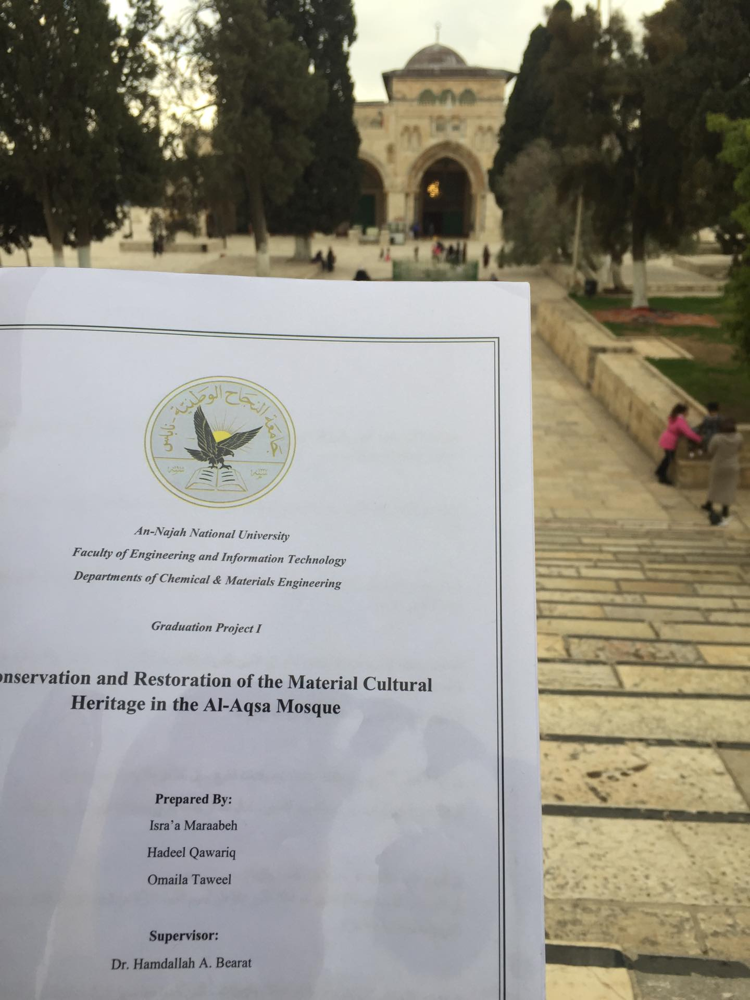 جامعة النجاح الوطنية - نابلس
An-Najah National University
Faculty of Engineering and Information Technology
Departments of Chemical & Materials Engineering
Graduation Project I
onservation and Restoration of the Material Cultural
Heritage in the Al-Aqsa Mosque
Prepared By:
Isra’a Maraabeh
Hadeel Qawariq
Omaila Taweel
Supervisor:
Dr. Hamdallah A. Bearat